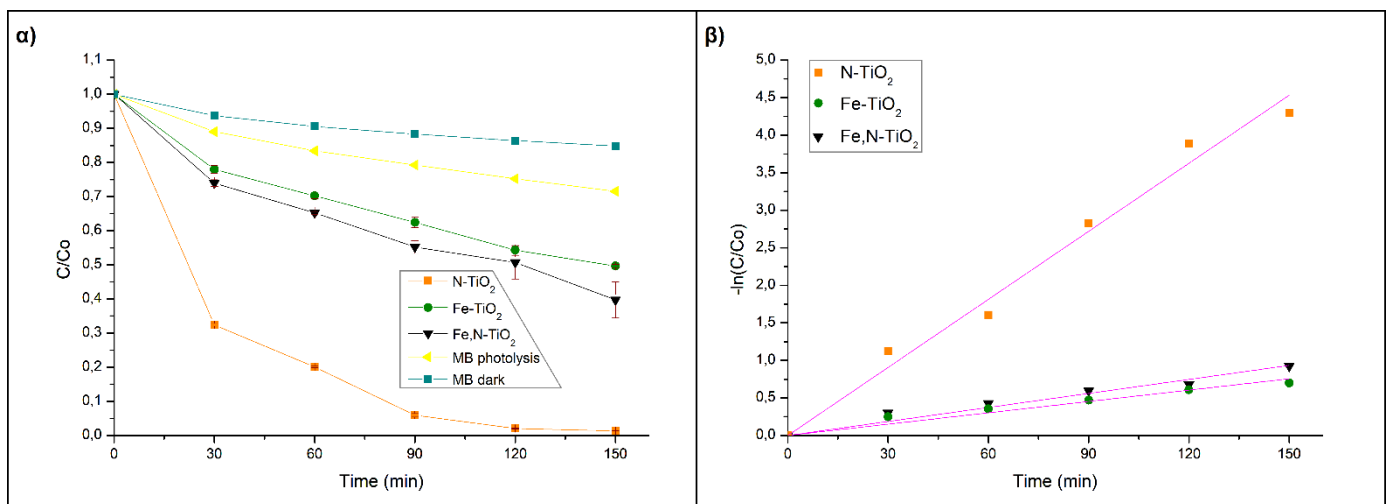 α)
1,1
1,0
0,9
0,8
0,7
0,6
0,5
0,4
0,3
0,2
0,1
0,0
C/Co
0 30 60 90 120 150
Time (min)
N-TiO₂
Fe-TiO₂
Fe,N-TiO₂
MB photolysis
MB dark
β)
5,0
4,5
4,0
3,5
3,0
2,5
2,0
1,5
1,0
0,5
0,0
-ln(C/Co)
0 30 60 90 120 150
Time (min)
N-TiO₂
Fe-TiO₂
Fe,N-TiO₂